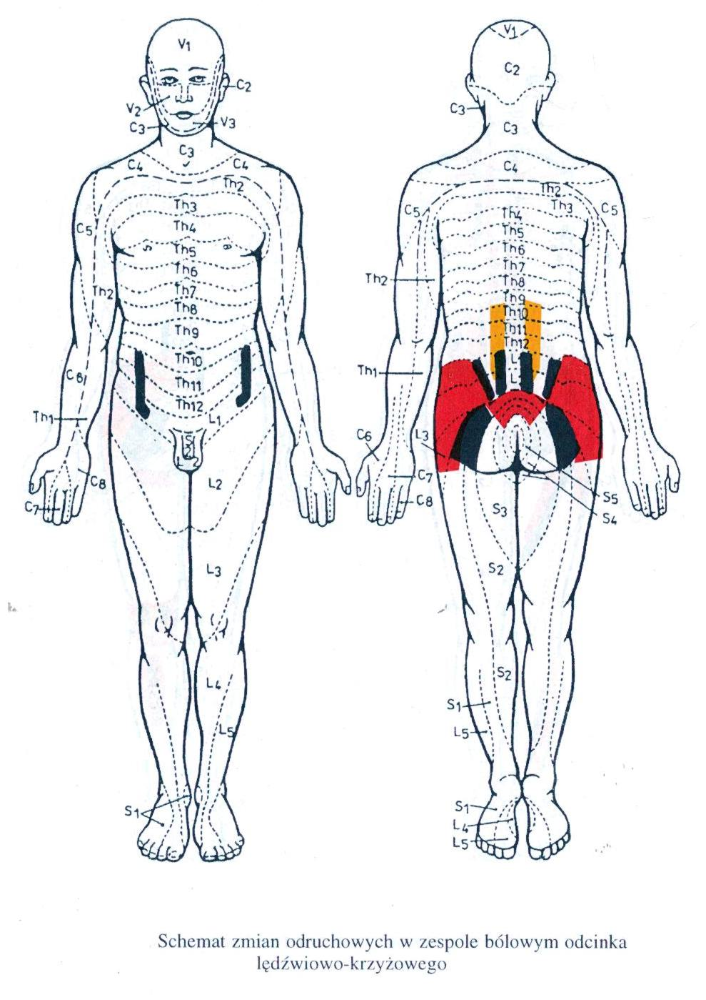 V1
C2
V2
C3
V3
C3
C4
C4
Th2
Th3
C5
Th4
Th5
Th6
Th2
Th7
Th8
Th9
Th10
C6
Th11
Th12
Th1
L1
L2
C8
C7
L3
L4
L5
S1
V1
C2
C3
C3
C4
Th2
Th3
C5
C5
Th4
Th5
Th6
Th7
Th2
Th8
Th9
Th10
Th11
Th12
Th1
C6
L3
C7
C8
S5
S3
S4
S2
S2
S1
L5
S1
L4
L5
Schemat zmian odruchowych w zespole bólowym odcinka
lędźwiowo-krzyżowego